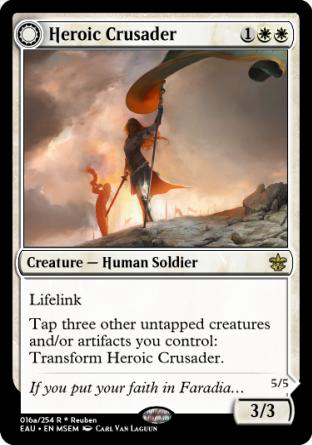 Heroic Crusader 1
Creature — Human Soldier
Lifelink
Tap three other untapped creatures
and/or artifacts you control:
Transform Heroic Crusader.
If you put your faith in Faradia…
5/5
3/3
016a/254 R * Reuben
EAU • EN MSEM Carl Van Laguun